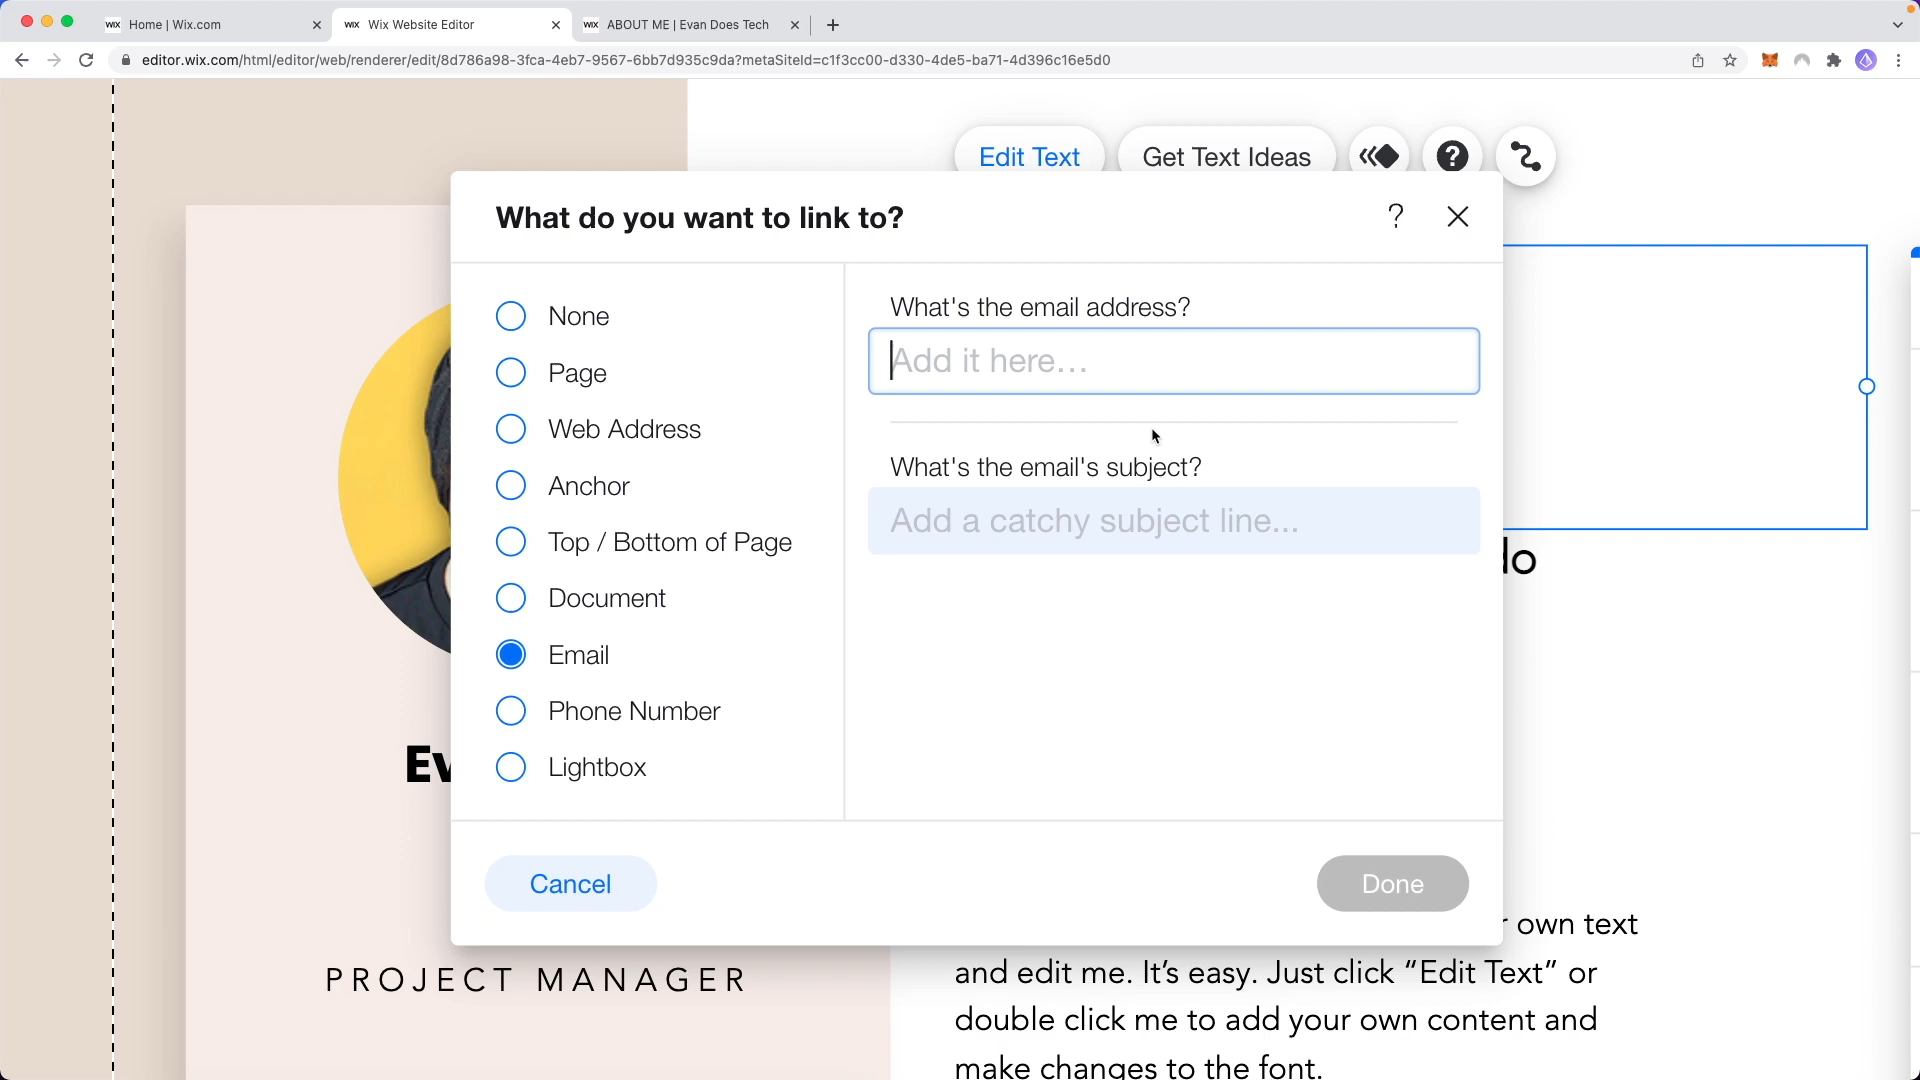 WIX Home | Wix.com
WIX Wix Website Editor
WIX ABOUT ME | Evan Does Tech
editor.wix.com/html/editor/web/renderer/edit/8d786a98-3fca-4eb7-9567-6bb7d935c9da?metaSiteId=c1f3cc00-d330-4de5-ba71-4d396c16e5d0
Edit Text
Get Text Ideas
What do you want to link to?
None
Page
Web Address
Anchor
Top / Bottom of Page
Document
Email
Phone Number
Lightbox
What's the email address?
Add it here...
What's the email's subject?
Add a catchy subject line...
Cancel
Done
Ev
PROJECT MANAGER
do
r own text
and edit me. It’s easy. Just click “Edit Text” or
double click me to add your own content and
make changes to the font.